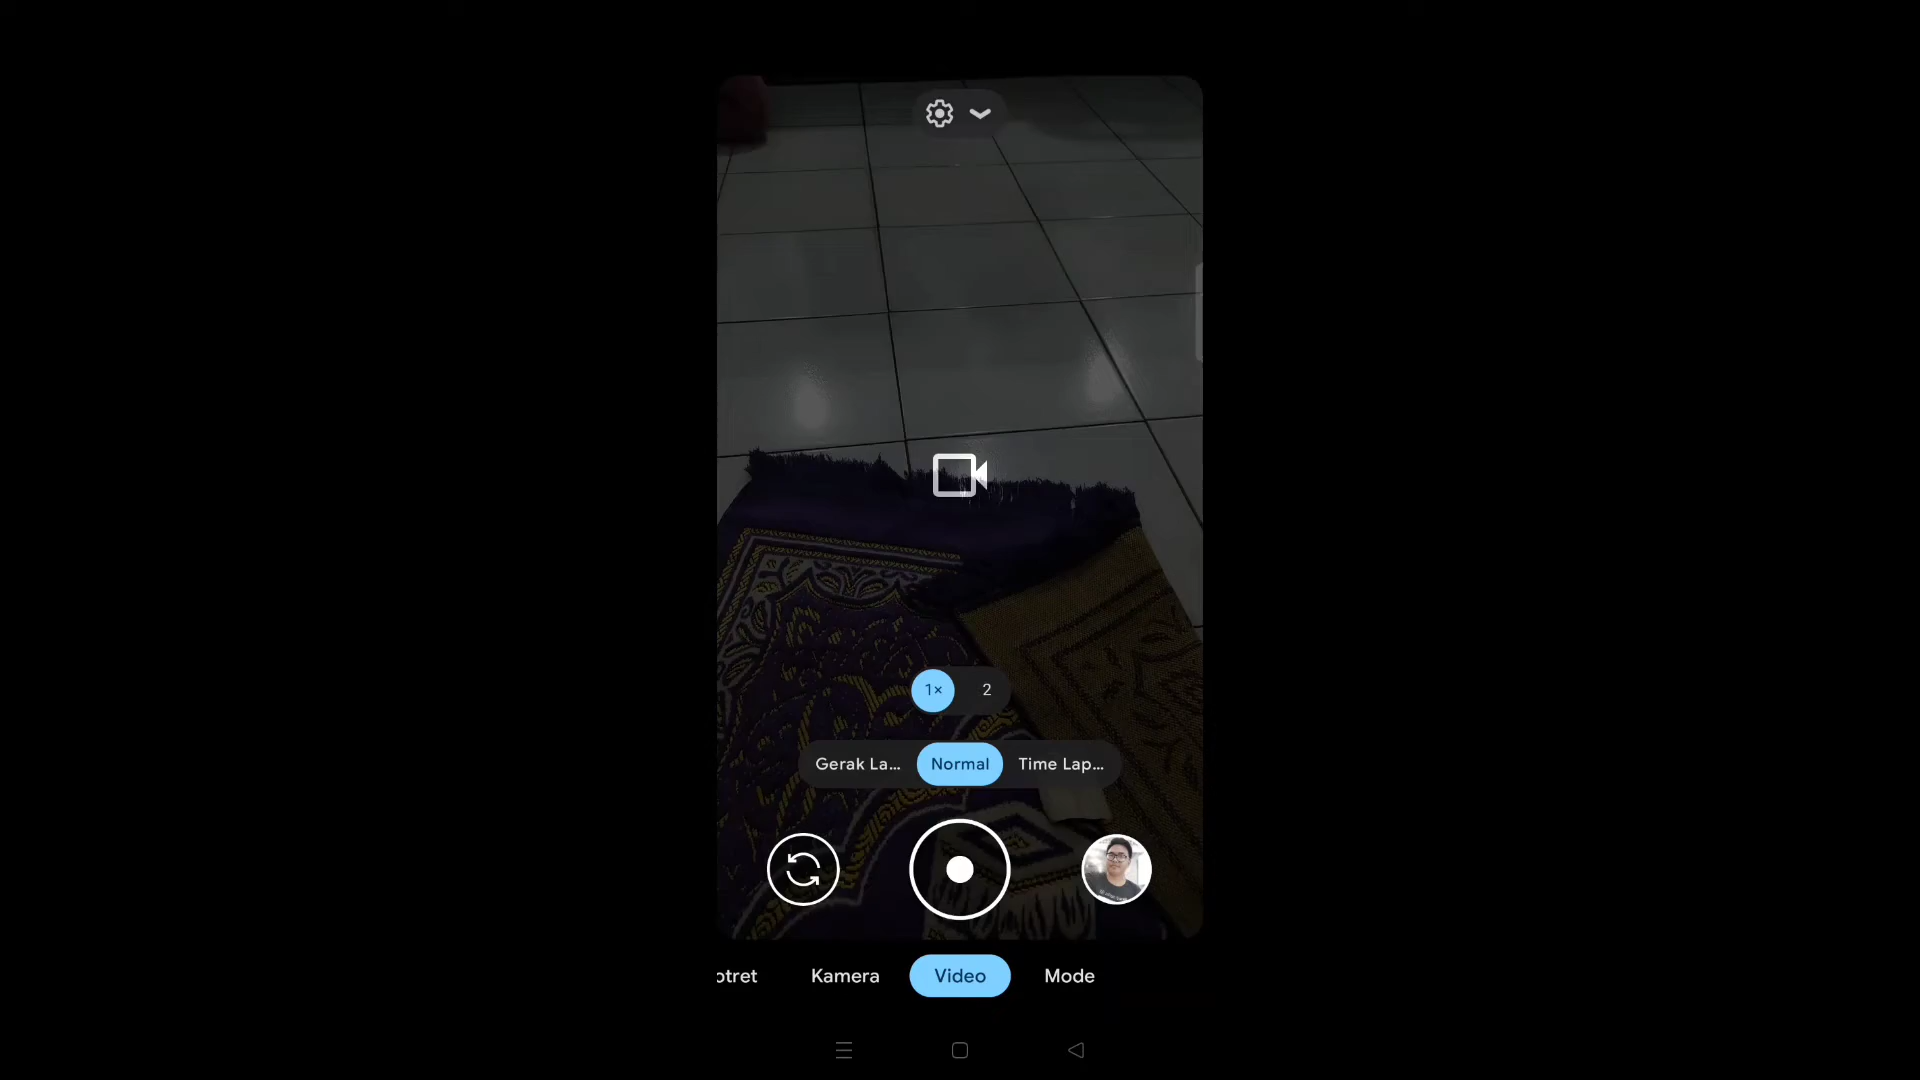 1×
2
Gerak La...
Normal
Time Lap...
otret
Kamera
Video
Mode